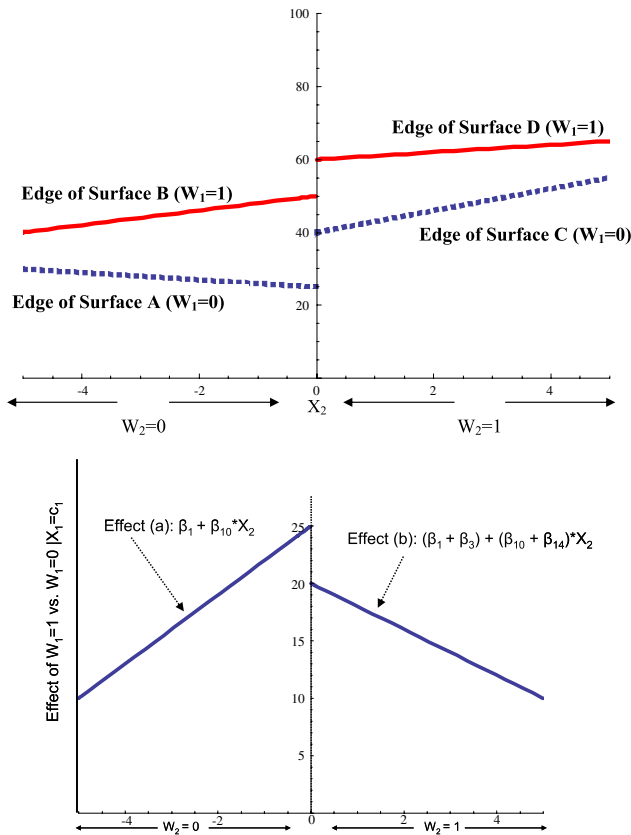 100
80
Edge of Surface D (W₁=1)
60
Edge of Surface B (W₁=1)
40
Edge of Surface C (W₁=0)
Edge of Surface A (W₁=0)
20
-4 -2 0 2 4
X₂
W₂=0 W₂=1
Effect of W₁=1 vs. W₁=0 |X₁=c₁
Effect (a): β₁ + β₁₀*X₂
25
Effect (b): (β₁ + β₃) + (β₁₀ + β₁₄)*X₂
20
15
10
5
-4 -2 0 2 4
W₂ = 0 W₂ = 1